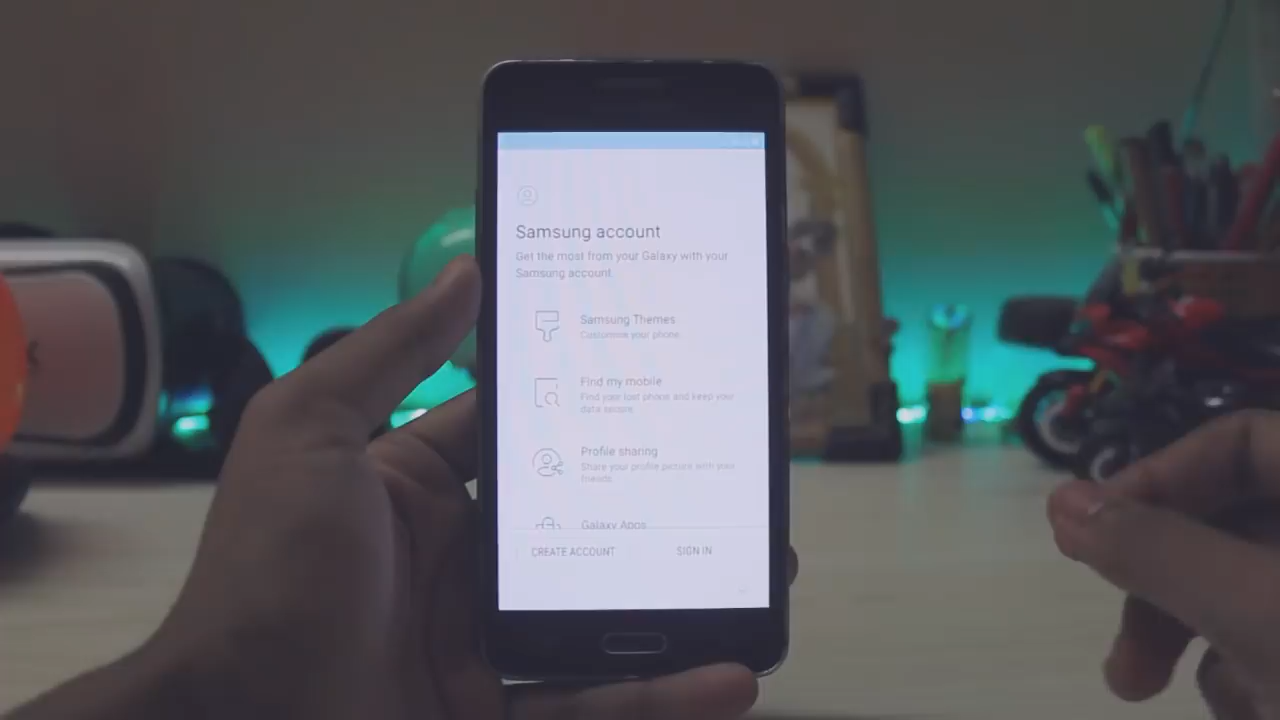 Samsung account
Get the most from your Galaxy with your
Samsung account.
Samsung Themes
Customise your phone.
Find my mobile
Find your lost phone and keep your
data secure.
Profile sharing
Share your profile picture with your
friends.
Galaxy Apps
CREATE ACCOUNT
SIGN IN